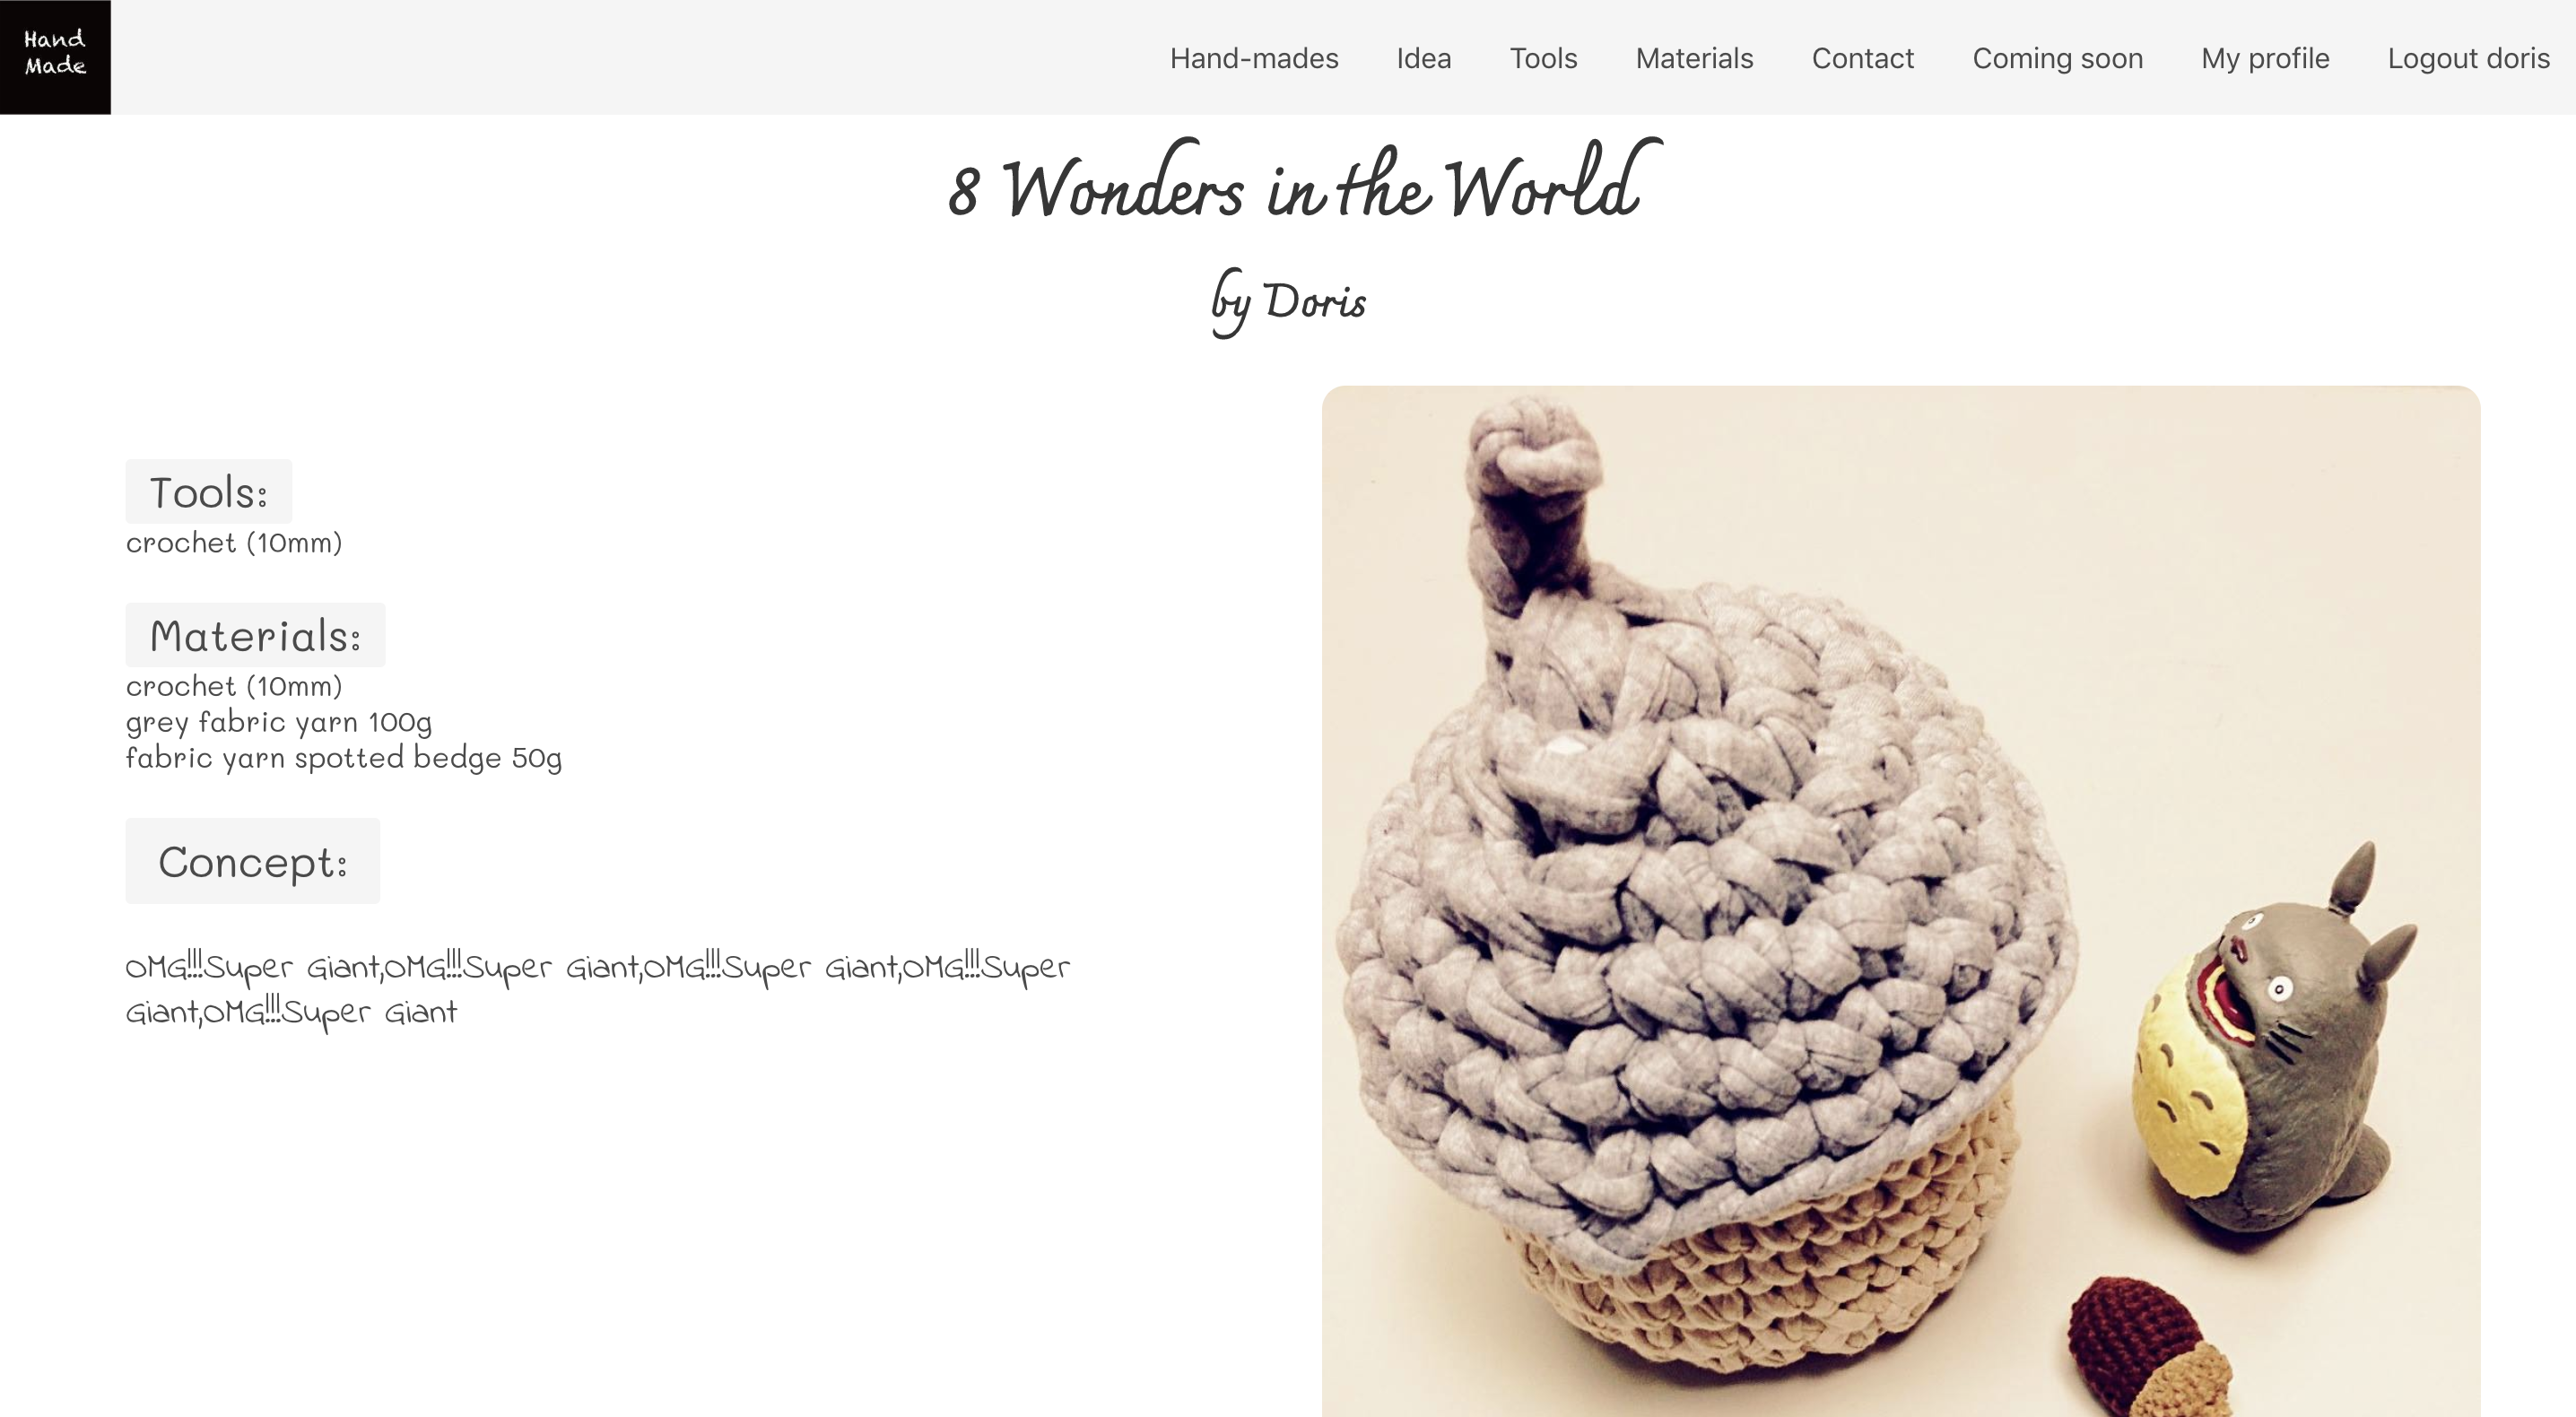 Hand
Made
Hand-mades Idea Tools Materials Contact Coming soon My profile Logout doris
8 Wonders in the World
by Doris
Tools:
crochet (10mm)
Materials:
crochet (10mm)
grey fabric yarn 100g
fabric yarn spotted bedge 50g
Concept:
OMG!!!Super Giant,OMG!!!Super Giant,OMG!!!Super Giant,OMG!!!Super
Giant,OMG!!!Super Giant